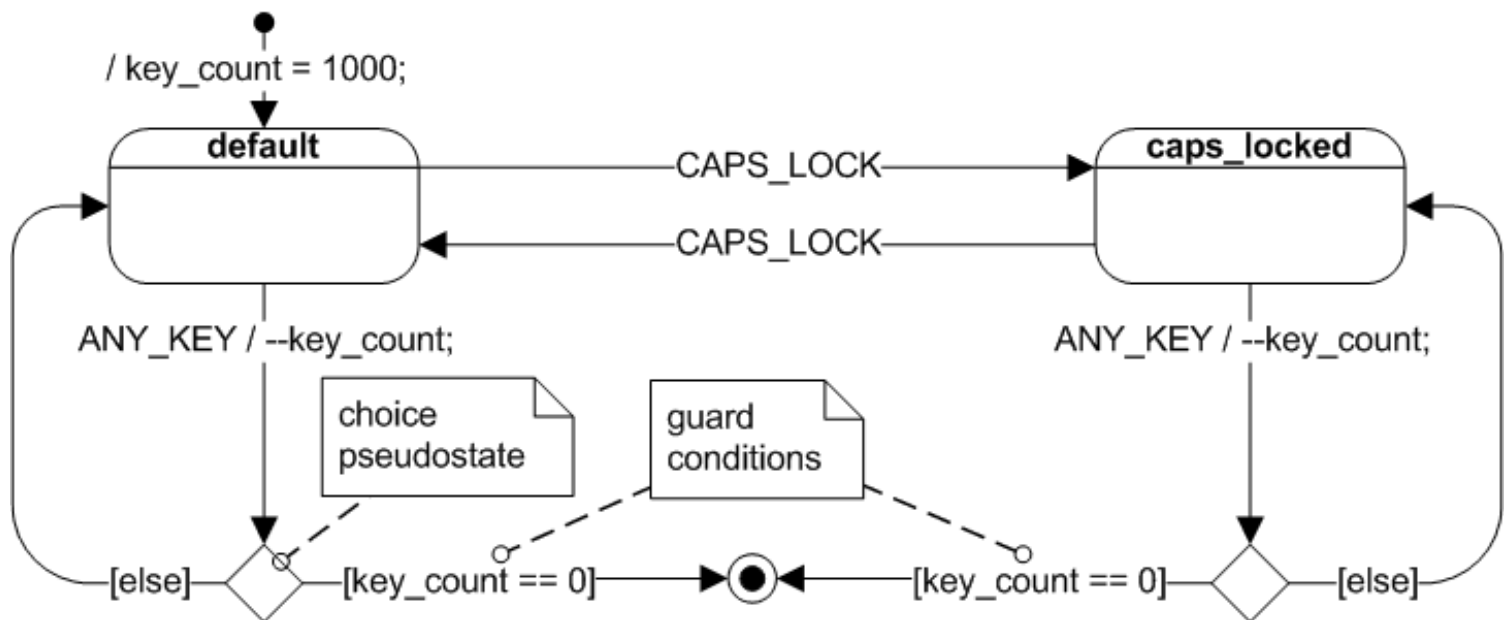 / key_count = 1000;
default
caps_locked
CAPS_LOCK
CAPS_LOCK
ANY_KEY / --key_count;
ANY_KEY / --key_count;
choice
pseudostate
guard
conditions
[else]
[key_count == 0]
[key_count == 0]
[else]